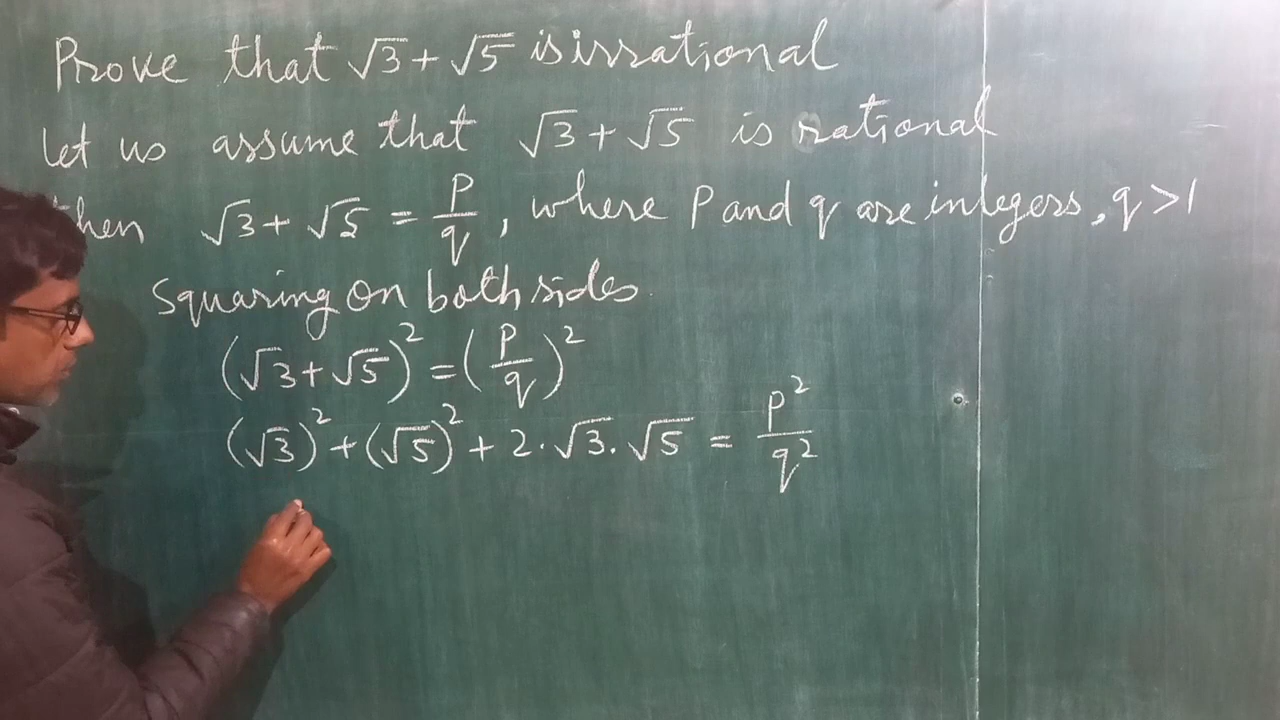 Prove that √3 + √5 is irrational
Let us assume that √3 + √5 is rational
then √3 + √5 = p/q, where p and q are integers, q > 1
Squaring on both sides.
(√3 + √5)² = (p/q)²
(√3)² + (√5)² + 2·√3·√5 = p²/q²